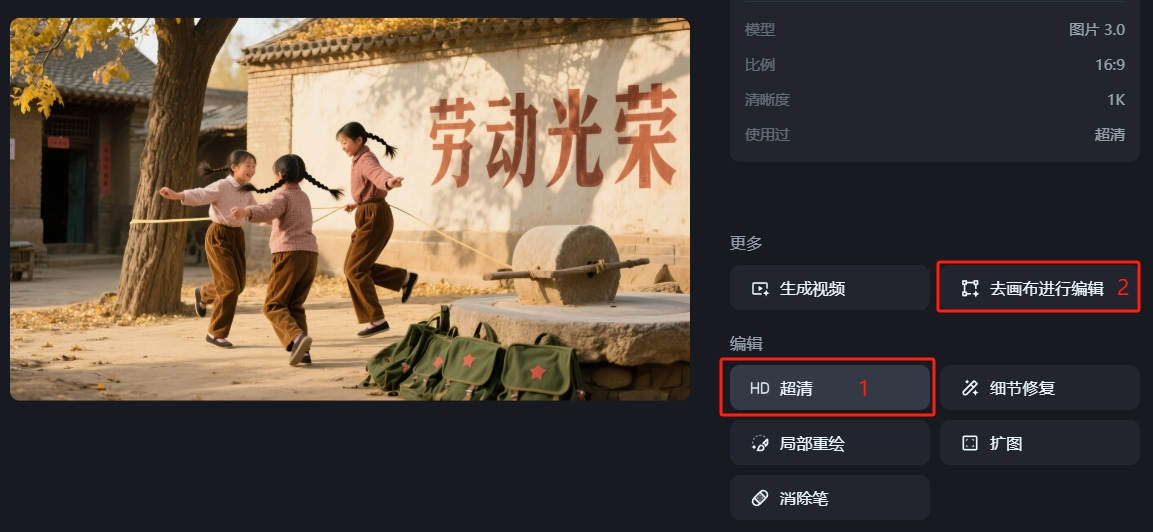 劳动光荣
模型 图片 3.0
比例 16:9
清晰度 1K
使用过 超清
更多
生成视频
去画布进行编辑 2
编辑
HD 超清 1
细节修复
局部重绘
扩图
消除笔